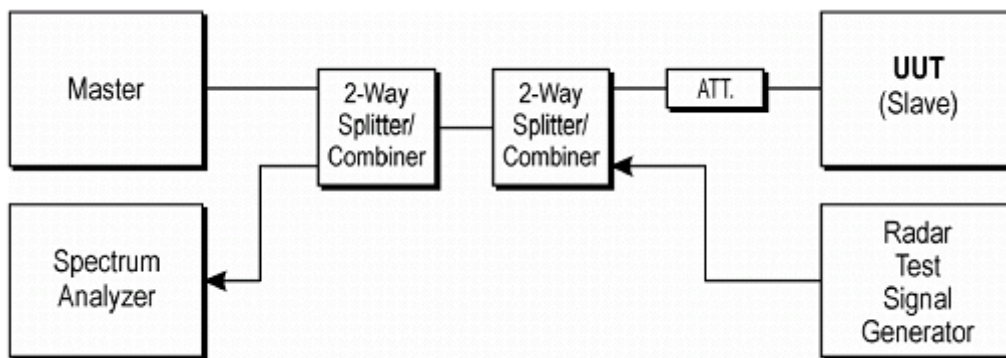 Master
2-Way
Splitter/
Combiner
2-Way
Splitter/
Combiner
ATT.
UUT
(Slave)
Spectrum
Analyzer
Radar
Test
Signal
Generator